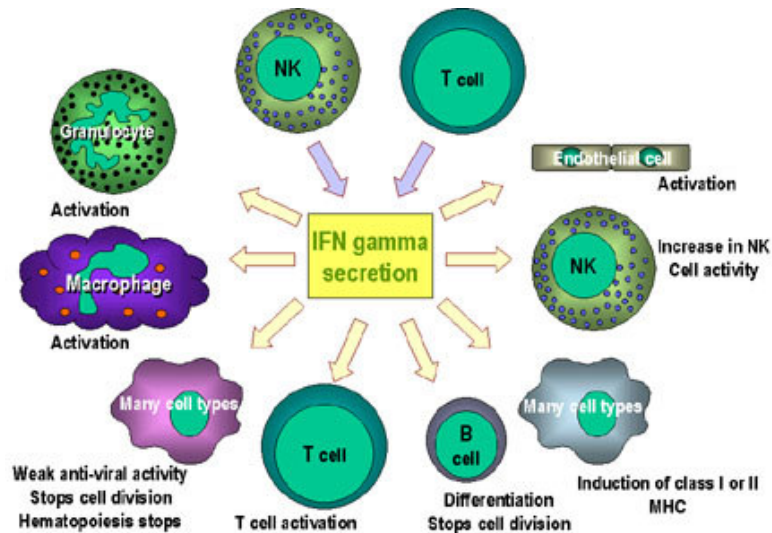 NK
T cell
Granulocyte
Activation
Endothelial cell
Activation
IFN gamma
secretion
Macrophage
Activation
NK
Increase in NK
Cell activity
Many cell types
Weak anti-viral activity
Stops cell division
Hematopoiesis stops
T cell
T cell activation
B
cell
Differentiation
Stops cell division
Many cell types
Induction of class I or II
MHC